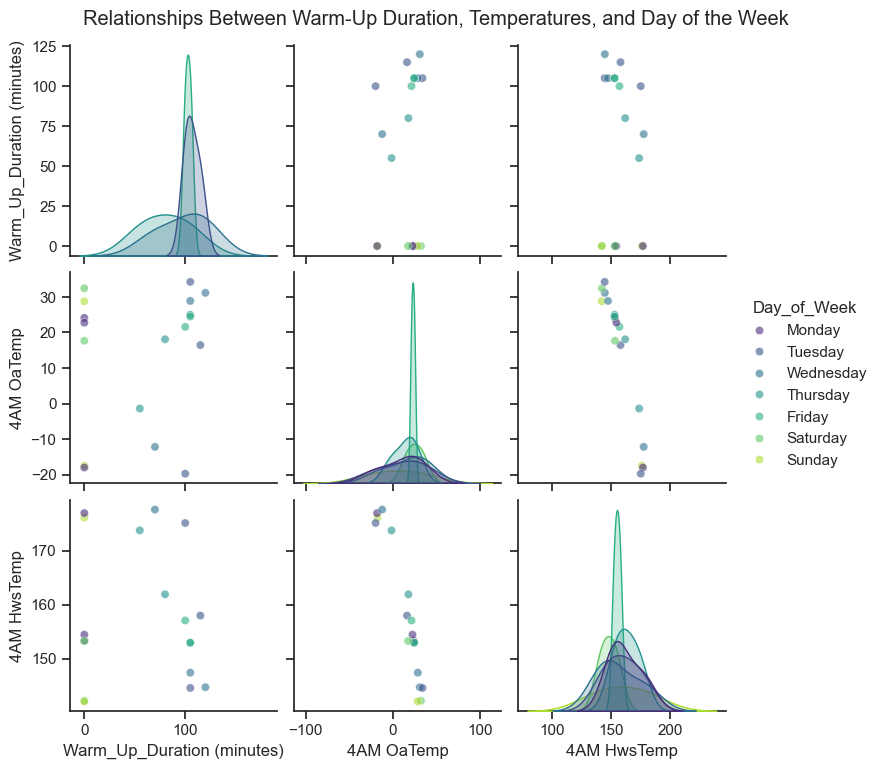 Relationships Between Warm-Up Duration, Temperatures, and Day of the Week
Warm_Up_Duration (minutes)
125
100
75
50
25
0
4AM OaTemp
30
20
10
0
−10
−20
4AM HwsTemp
170
160
150
0
100
Warm_Up_Duration (minutes)
−100
0
100
4AM OaTemp
100
150
200
4AM HwsTemp
Day_of_Week
Monday
Tuesday
Wednesday
Thursday
Friday
Saturday
Sunday